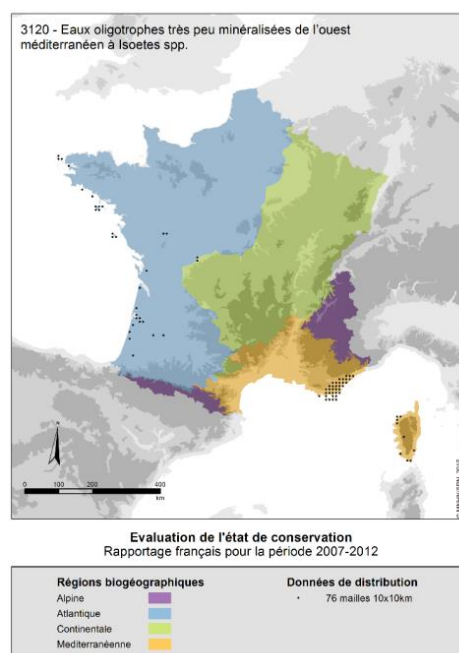 3120 - Eaux oligotrophes très peu minéralisées de l'ouest
méditerranéen à Isoetes spp.
N
0 100 200 400
km
Evaluation de l'état de conservation
Rapportage français pour la période 2007-2012
Régions biogéographiques
Alpine
Atlantique
Continentale
Mediterranéenne
Données de distribution
76 mailles 10x10km